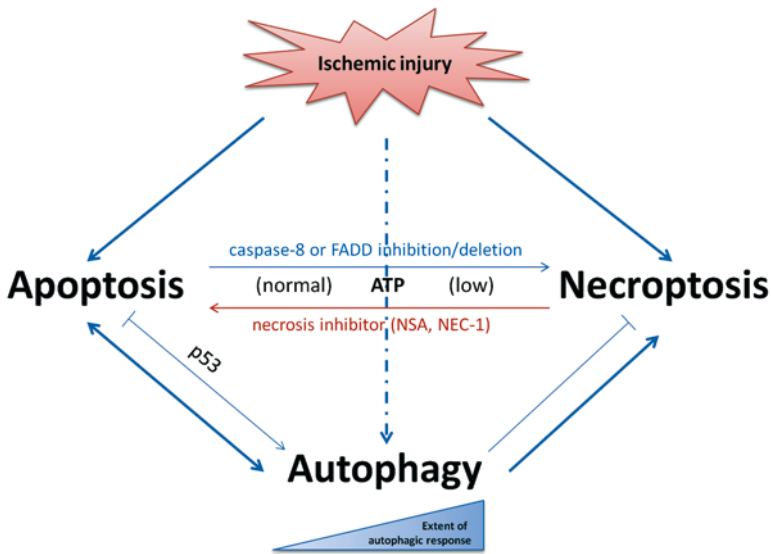 Ischemic injury
caspase-8 or FADD inhibition/deletion
Apoptosis (normal) ATP (low) Necroptosis
necrosis inhibitor (NSA, NEC-1)
p53
Autophagy
Extent of
autophagic response